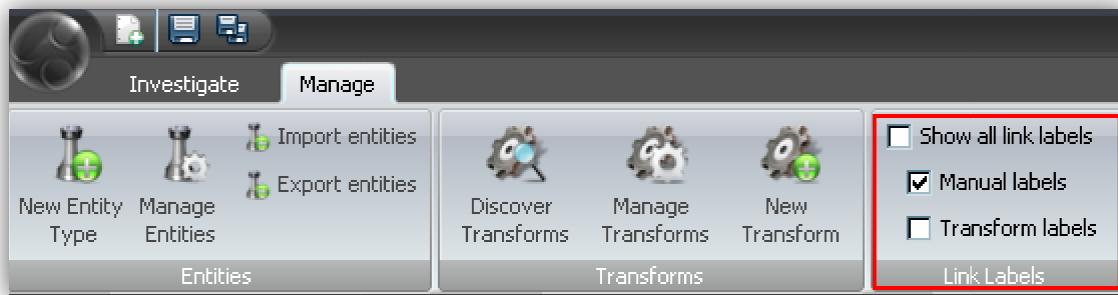 Investigate
Manage
New Entity
Type
Manage
Entities
Import entities
Export entities
Entities
Discover
Transforms
Manage
Transforms
New
Transform
Transforms
Show all link labels
Manual labels
Transform labels
Link Labels